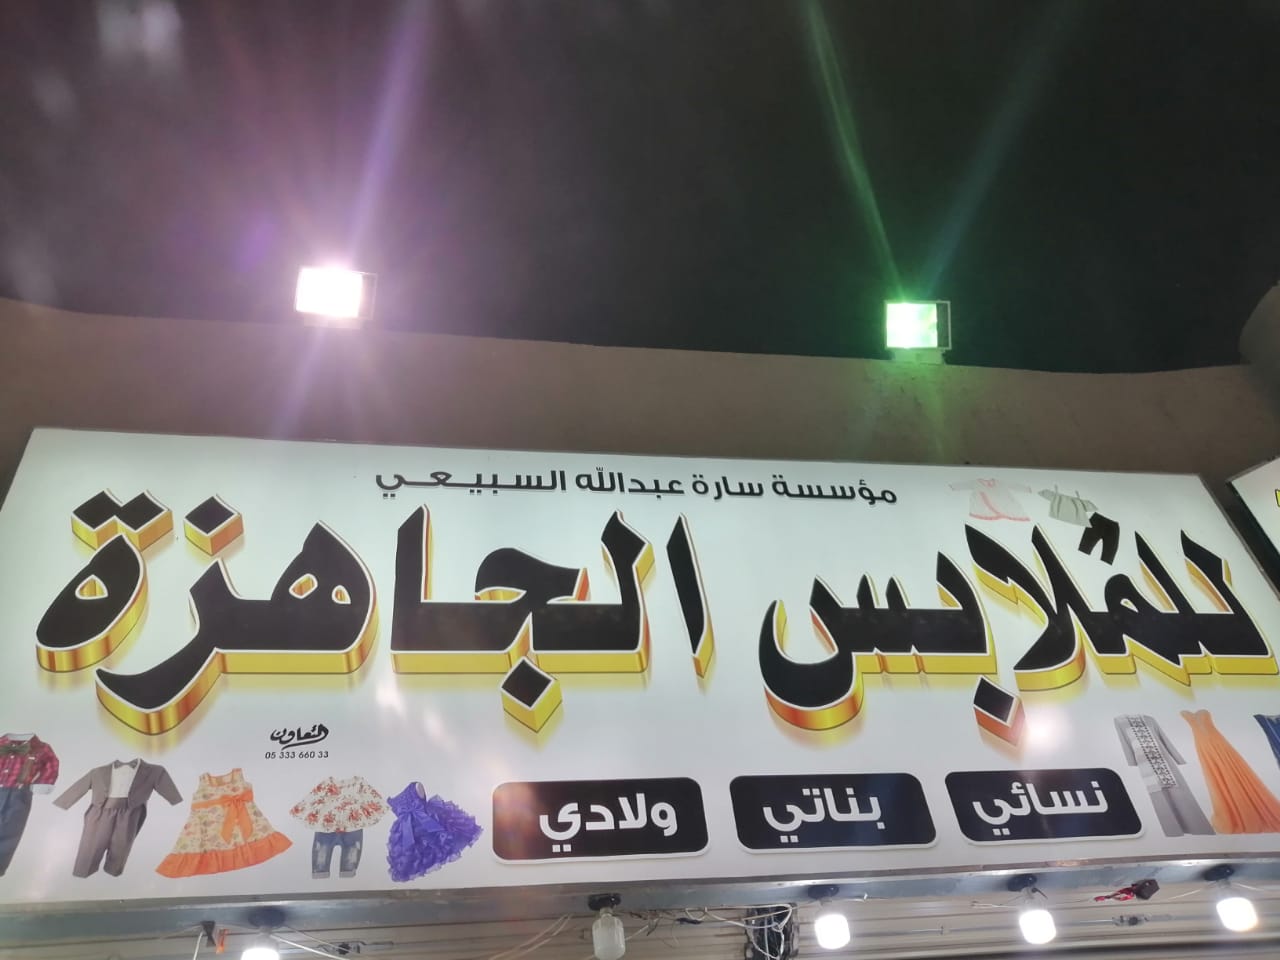 مؤسسة سارة عبدالله السبيعي
للملابس الجاهزة
نسائي
بناتي
ولادي
التعاون
05 333 660 33